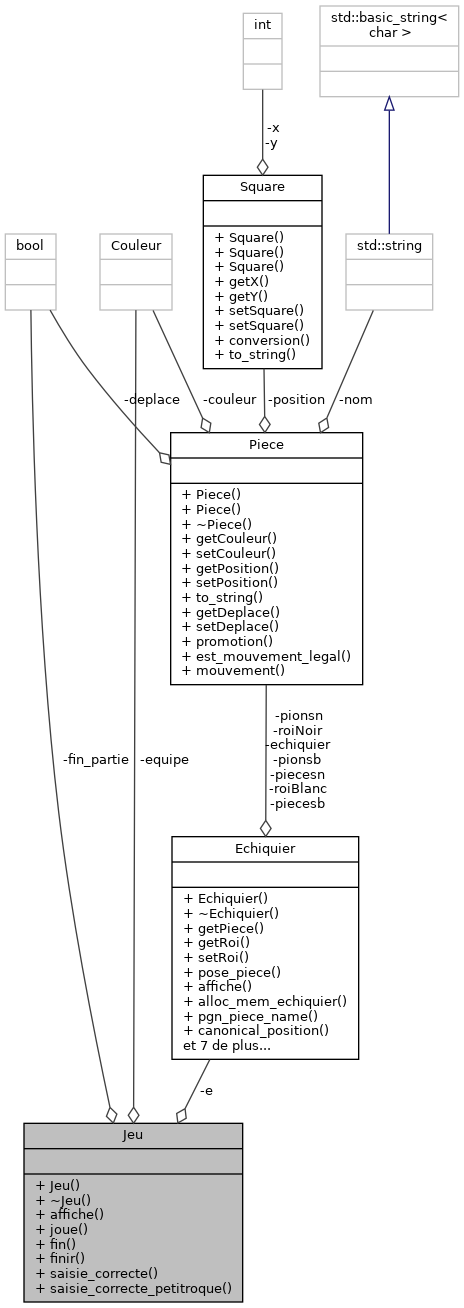 int
std::basic_string<
char >
-x
-y
Square
+ Square()
+ Square()
+ Square()
+ getX()
+ getY()
+ setSquare()
+ setSquare()
+ conversion()
+ to_string()
bool
Couleur
std::string
-deplace
-couleur
-position
-nom
Piece
+ Piece()
+ Piece()
+ ~Piece()
+ getCouleur()
+ setCouleur()
+ getPosition()
+ setPosition()
+ to_string()
+ getDeplace()
+ setDeplace()
+ promotion()
+ est_mouvement_legal()
+ mouvement()
-pionsn
-roiNoir
-echiquier
-pionsb
-piecesn
-roiBlanc
-piecesb
-fin_partie
-equipe
Echiquier
+ Echiquier()
+ ~Echiquier()
+ getPiece()
+ getRoi()
+ setRoi()
+ pose_piece()
+ affiche()
+ alloc_mem_echiquier()
+ pgn_piece_name()
+ canonical_position()
et 7 de plus...
-e
Jeu
+ Jeu()
+ ~Jeu()
+ affiche()
+ joue()
+ fin()
+ finir()
+ saisie_correcte()
+ saisie_correcte_petitroque()